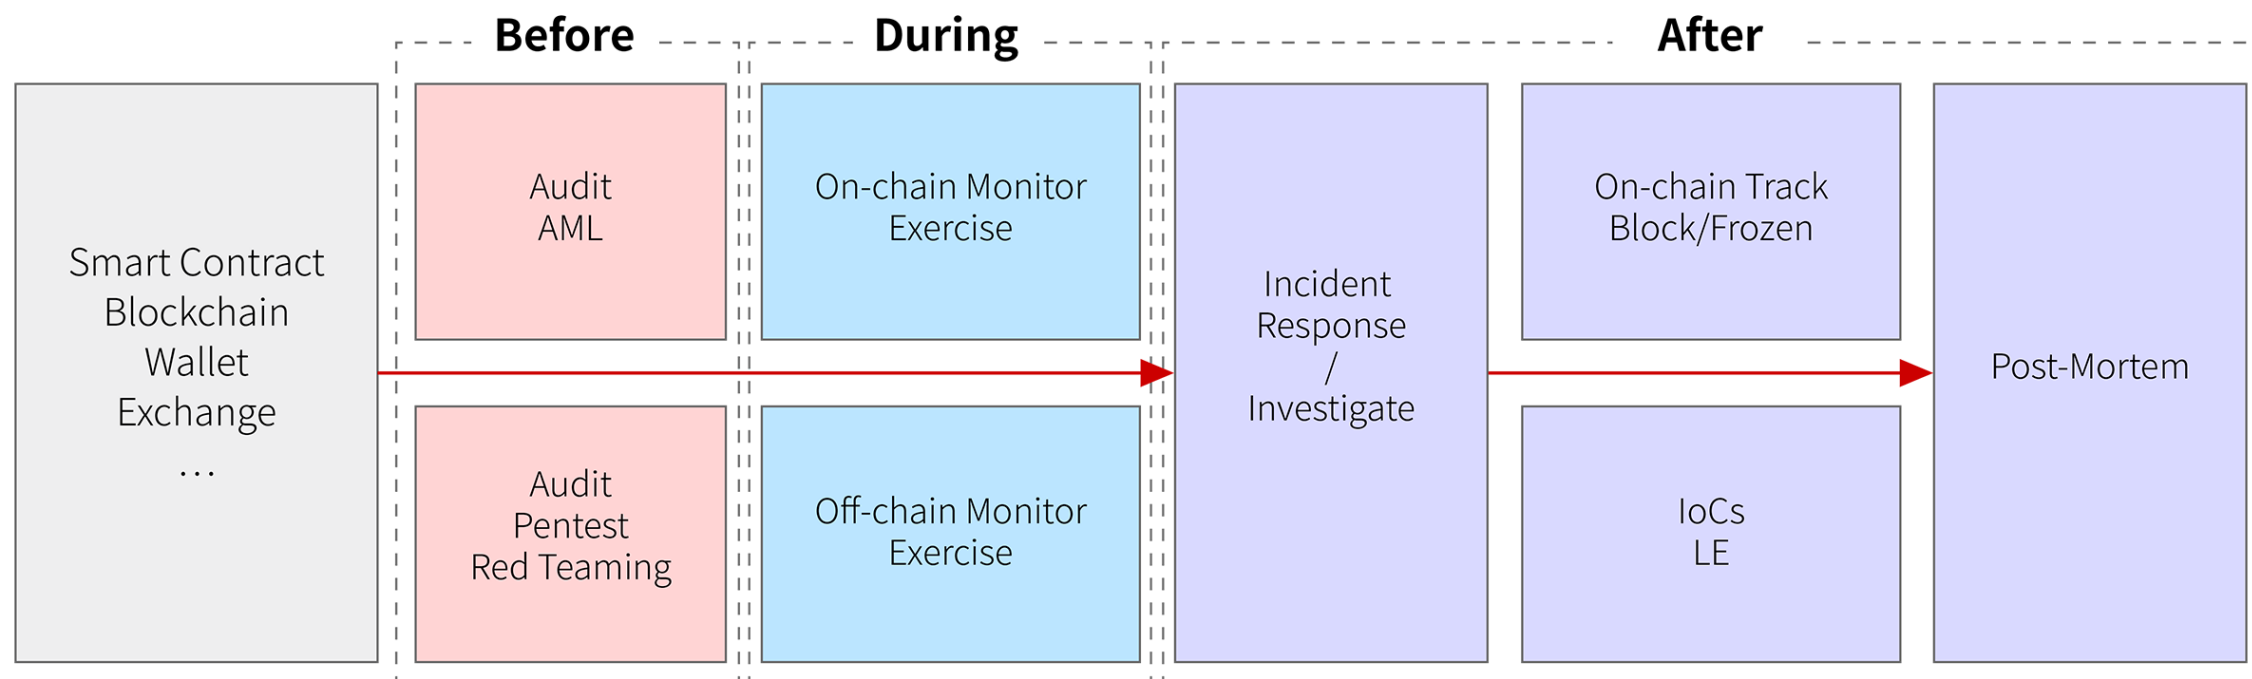 Before
During
After
Smart Contract
Blockchain
Wallet
Exchange
...
Audit
AML
Audit
Pentest
Red Teaming
On-chain Monitor
Exercise
Off-chain Monitor
Exercise
Incident
Response
/
Investigate
On-chain Track
Block/Frozen
IoCs
LE
Post-Mortem